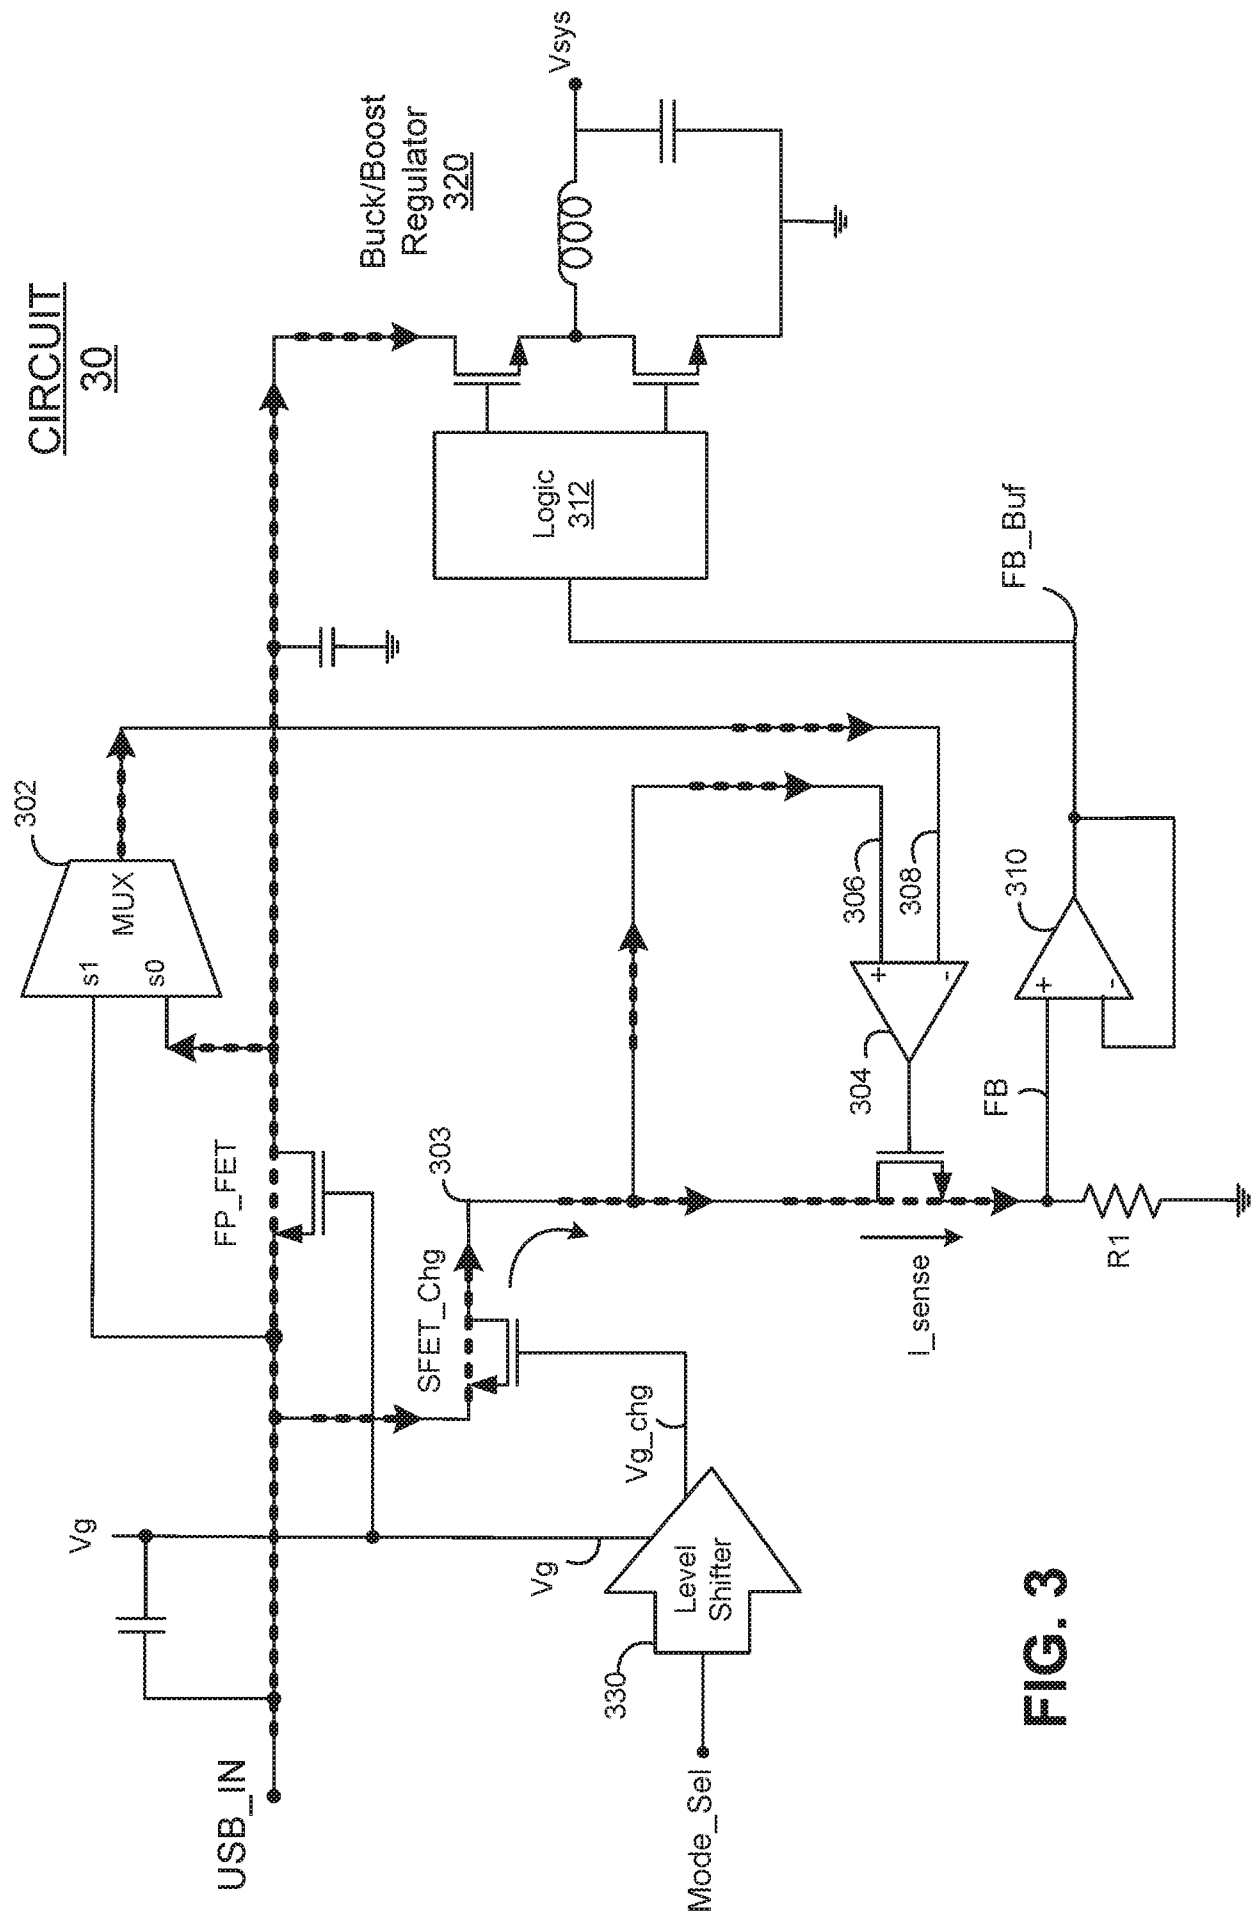 CIRCUIT
30
Buck/Boost
Regulator
320
Vsys
302
MUX
s1
s0
Logic
312
FP_FET
USB_IN
Vg
SFET_Chg
303
306
308
304
310
+
-
+
-
FB
FB_Buf
I_sense
R1
Vg_chg
Vg
Level
Shifter
330
Mode_Sel
FIG. 3